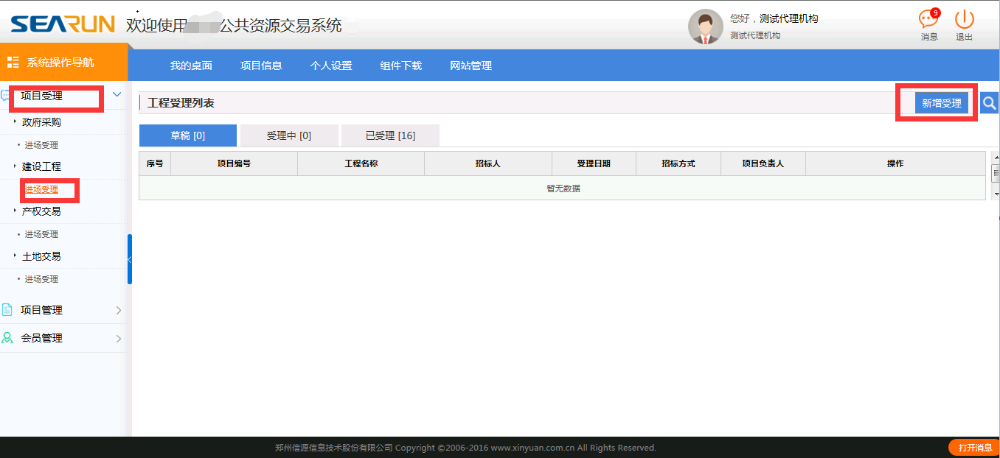 SEARUN
欢迎使用 公共资源交易系统
您好，测试代理机构
测试代理机构
9
消息
退出
系统操作导航
我的桌面 项目信息 个人设置 组件下载 网站管理
项目受理
政府采购
进场受理
建设工程
进场受理
产权交易
进场受理
土地交易
进场受理
项目管理
会员管理
工程受理列表
新增受理
草稿 [0] 受理中 [0] 已受理 [16]
序号 项目编号 工程名称 招标人 受理日期 招标方式 项目负责人 操作
暂无数据
郑州信源信息技术股份有限公司 Copyright ©2006-2016 www.xinyuan.com.cn All Rights Reserved.
打开消息